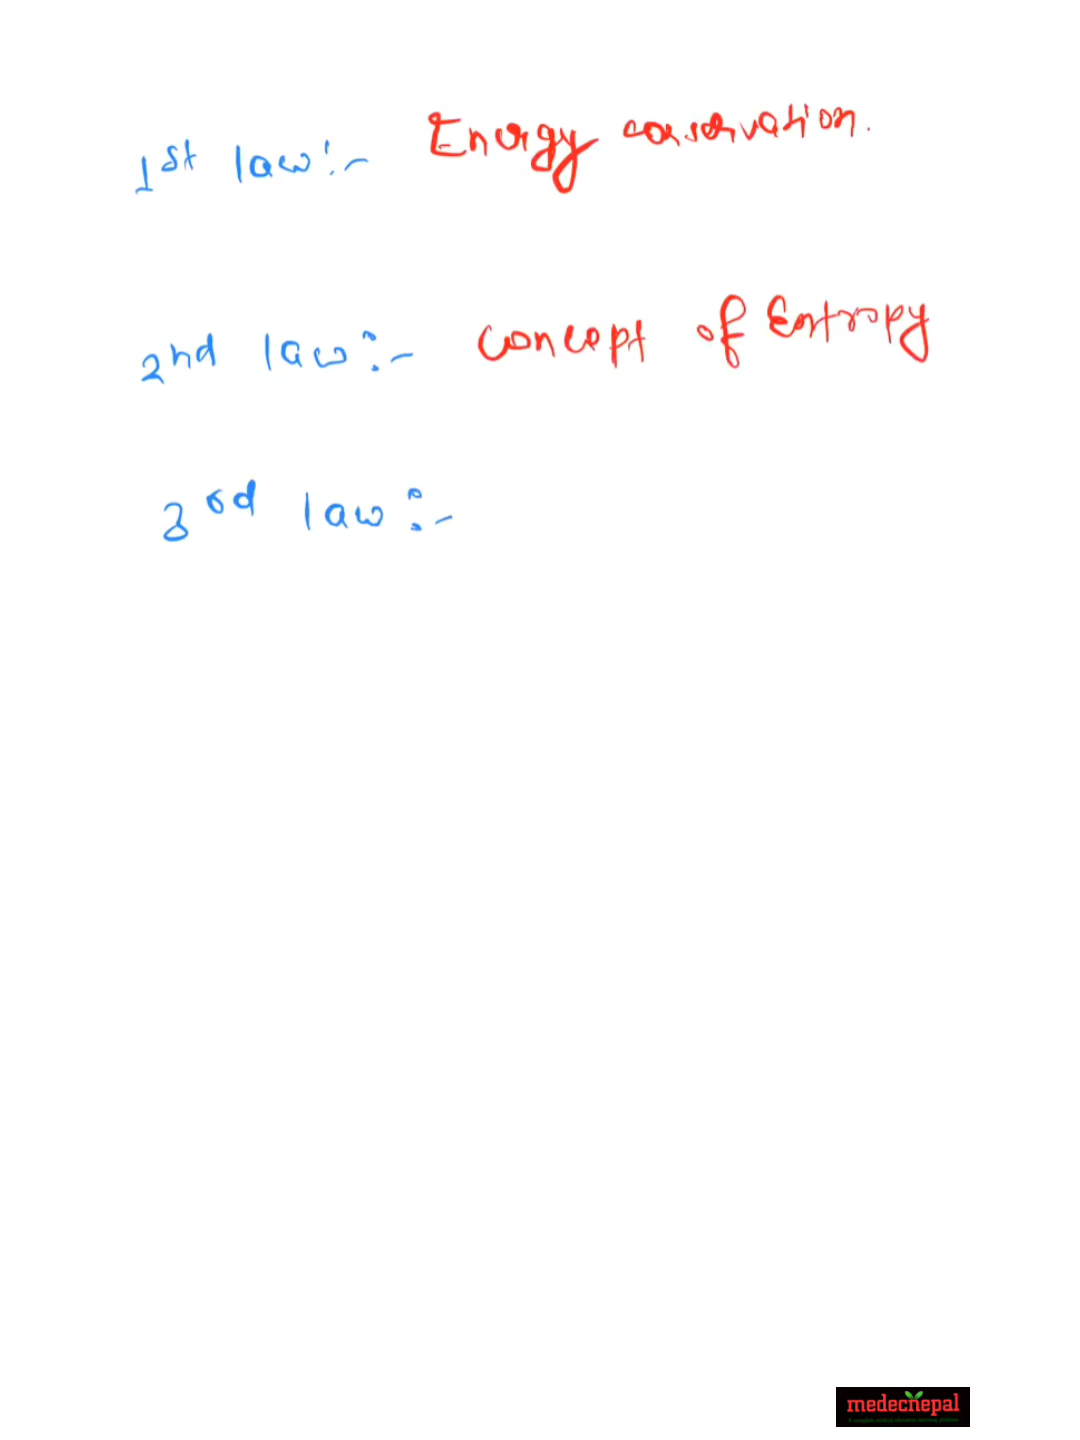 1st law:- Energy conservation.
2nd law:- concept of Entropy
3rd law:-
medecnepal